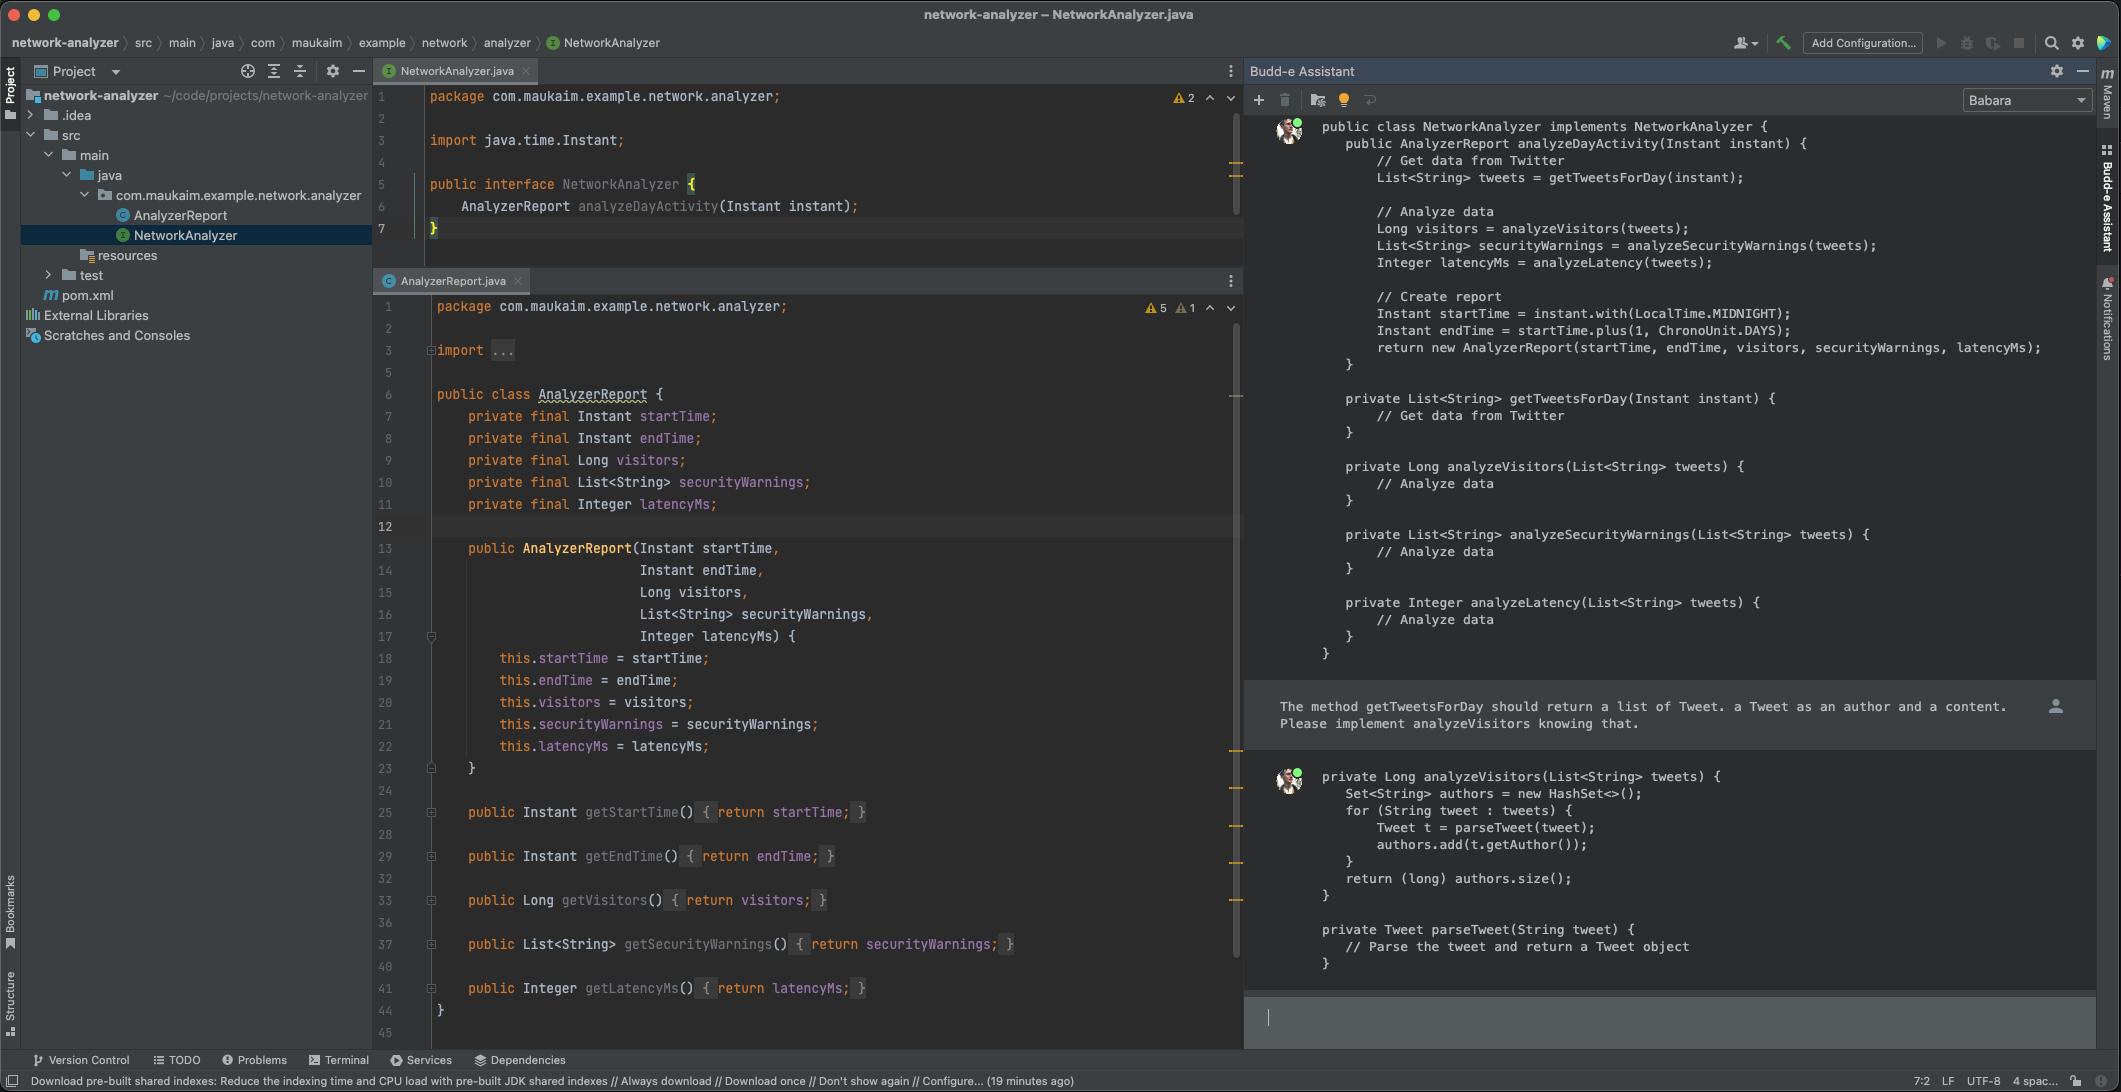 network-analyzer – NetworkAnalyzer.java
network-analyzer src main java com maukaim example network analyzer NetworkAnalyzer
Add Configuration...
Project
Project
network-analyzer ~/code/projects/network-analyzer
.idea
src
main
java
com.maukaim.example.network.analyzer
AnalyzerReport
NetworkAnalyzer
resources
test
pom.xml
External Libraries
Scratches and Consoles
Bookmarks
Structure
NetworkAnalyzer.java
2
1 package com.maukaim.example.network.analyzer;
2
3 import java.time.Instant;
4
5 public interface NetworkAnalyzer {
6 AnalyzerReport analyzeDayActivity(Instant instant);
7 }
AnalyzerReport.java
5 1
1 package com.maukaim.example.network.analyzer;
2
3 import ...
5
6 public class AnalyzerReport {
7 private final Instant startTime;
8 private final Instant endTime;
9 private final Long visitors;
10 private final List<String> securityWarnings;
11 private final Integer latencyMs;
12
13 public AnalyzerReport(Instant startTime,
14 Instant endTime,
15 Long visitors,
16 List<String> securityWarnings,
17 Integer latencyMs) {
18 this.startTime = startTime;
19 this.endTime = endTime;
20 this.visitors = visitors;
21 this.securityWarnings = securityWarnings;
22 this.latencyMs = latencyMs;
23 }
24
25 public Instant getStartTime() { return startTime; }
28
29 public Instant getEndTime() { return endTime; }
32
33 public Long getVisitors() { return visitors; }
36
37 public List<String> getSecurityWarnings() { return securityWarnings; }
40
41 public Integer getLatencyMs() { return latencyMs; }
44 }
45
Budd-e Assistant
Babara
public class NetworkAnalyzer implements NetworkAnalyzer {
public AnalyzerReport analyzeDayActivity(Instant instant) {
// Get data from Twitter
List<String> tweets = getTweetsForDay(instant);
// Analyze data
Long visitors = analyzeVisitors(tweets);
List<String> securityWarnings = analyzeSecurityWarnings(tweets);
Integer latencyMs = analyzeLatency(tweets);
// Create report
Instant startTime = instant.with(LocalTime.MIDNIGHT);
Instant endTime = startTime.plus(1, ChronoUnit.DAYS);
return new AnalyzerReport(startTime, endTime, visitors, securityWarnings, latencyMs);
}
private List<String> getTweetsForDay(Instant instant) {
// Get data from Twitter
}
private Long analyzeVisitors(List<String> tweets) {
// Analyze data
}
private List<String> analyzeSecurityWarnings(List<String> tweets) {
// Analyze data
}
private Integer analyzeLatency(List<String> tweets) {
// Analyze data
}
}
The method getTweetsForDay should return a list of Tweet. a Tweet as an author and a content.
Please implement analyzeVisitors knowing that.
private Long analyzeVisitors(List<String> tweets) {
Set<String> authors = new HashSet<>();
for (String tweet : tweets) {
Tweet t = parseTweet(tweet);
authors.add(t.getAuthor());
}
return (long) authors.size();
}
private Tweet parseTweet(String tweet) {
// Parse the tweet and return a Tweet object
}
Maven
Budd-e Assistant
Notifications
Version Control TODO Problems Terminal Services Dependencies
Download pre-built shared indexes: Reduce the indexing time and CPU load with pre-built JDK shared indexes // Always download // Download once // Don't show again // Configure... (19 minutes ago)
7:2 LF UTF-8 4 spac...